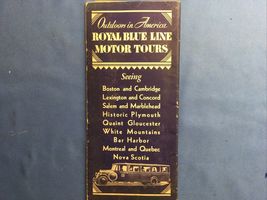 Outdoors in America
ROYAL BLUE LINE
MOTOR TOURS
Seeing
Boston and Cambridge
Lexington and Concord
Salem and Marblehead
Historic Plymouth
Quaint Gloucester
White Mountains
Bar Harbor
Montreal and Quebec
Nova Scotia